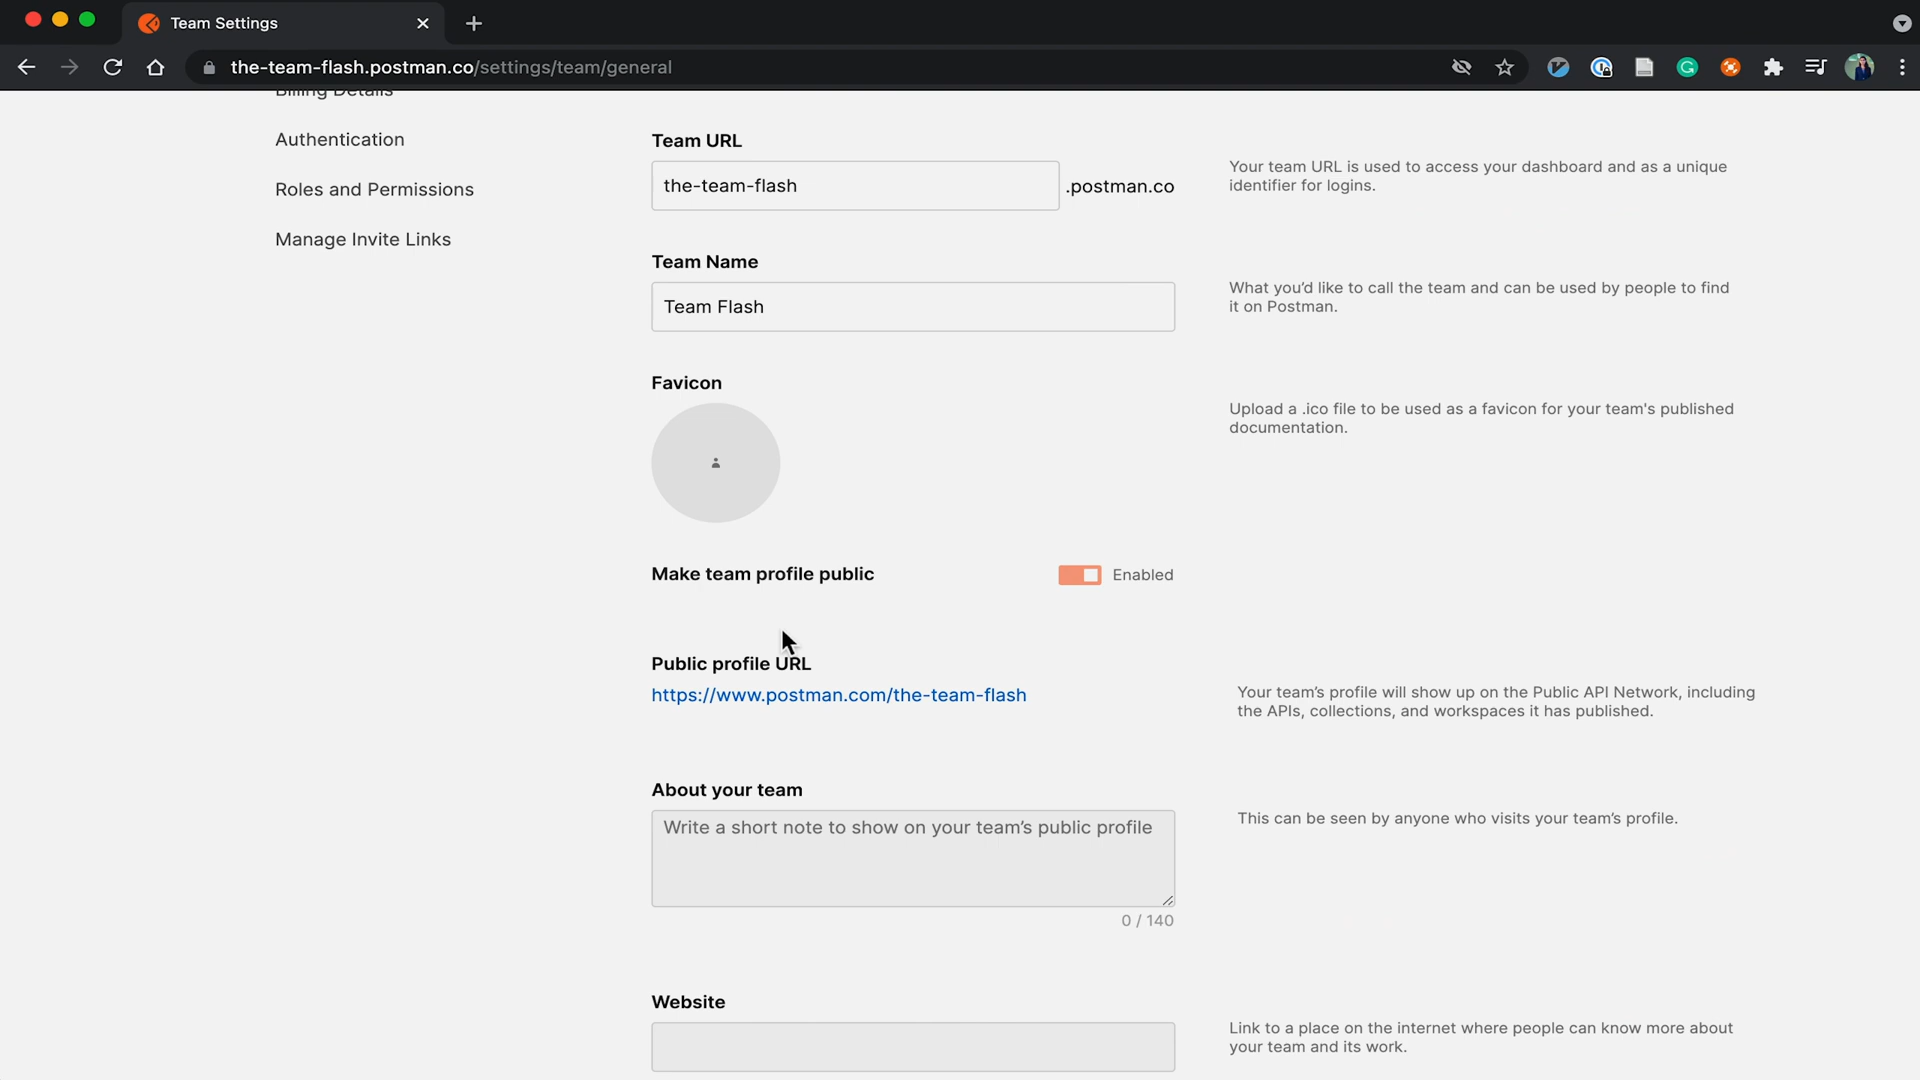 Team Settings
the-team-flash.postman.co/settings/team/general
Billing Details
Authentication
Roles and Permissions
Manage Invite Links
Team URL
the-team-flash
.postman.co
Your team URL is used to access your dashboard and as a unique
identifier for logins.
Team Name
Team Flash
What you’d like to call the team and can be used by people to find
it on Postman.
Favicon
Upload a .ico file to be used as a favicon for your team's published
documentation.
Make team profile public
Enabled
Public profile URL
https://www.postman.com/the-team-flash
Your team’s profile will show up on the Public API Network, including
the APIs, collections, and workspaces it has published.
About your team
Write a short note to show on your team’s public profile
0 / 140
This can be seen by anyone who visits your team’s profile.
Website
Link to a place on the internet where people can know more about
your team and its work.